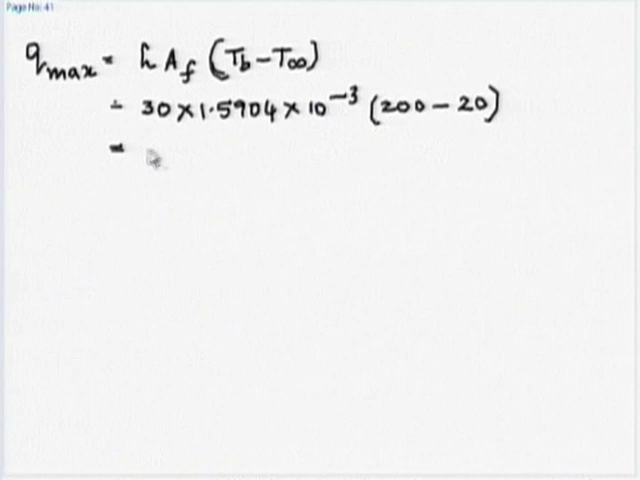 Page No: 41
q_max = h A_f (T_b - T_∞)
= 30 × 1.5904 × 10^-3 (200 - 20)
=